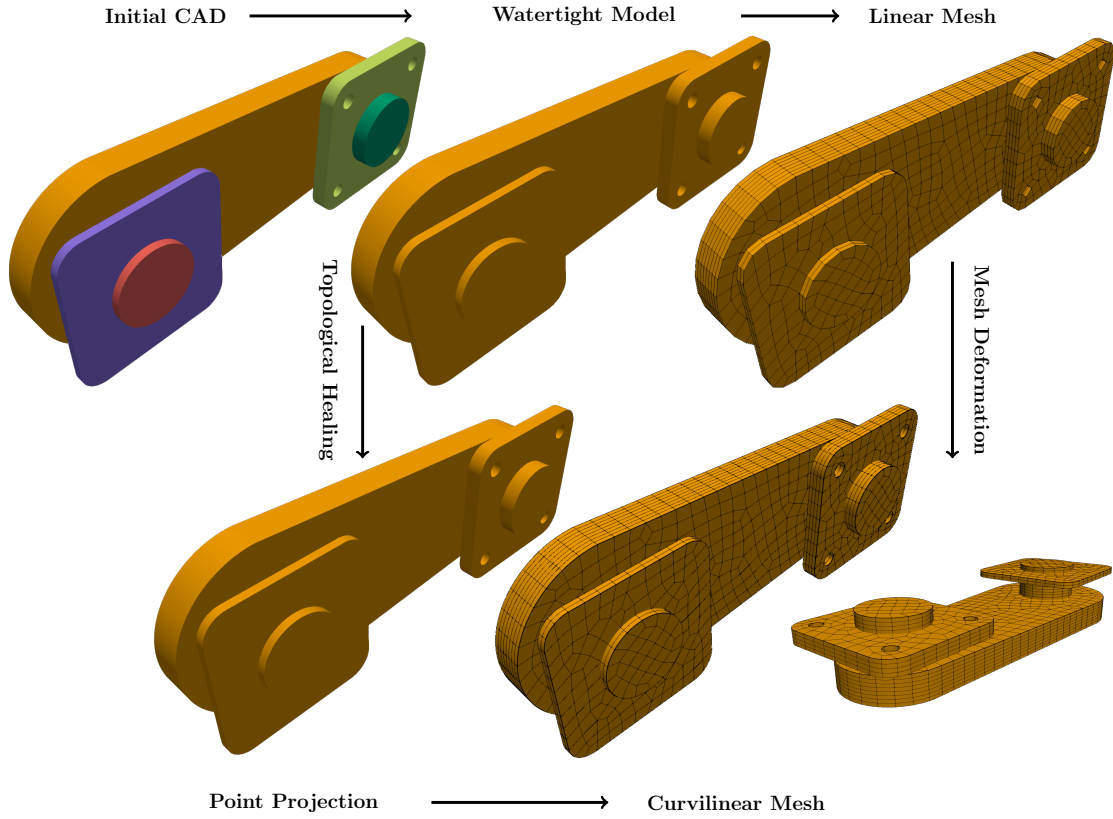 Initial CAD
Watertight Model
Linear Mesh
Topological Healing
Mesh Deformation
Point Projection
Curvilinear Mesh